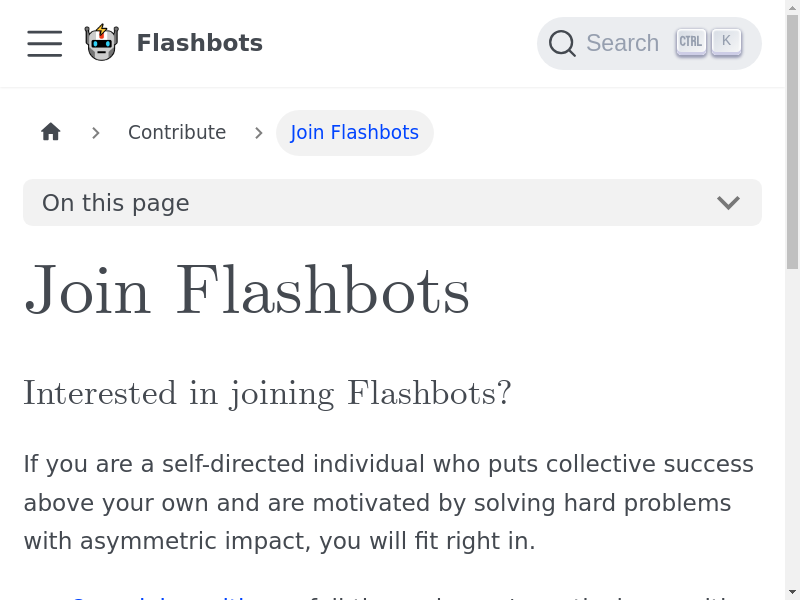 Flashbots
Search CTRL K
Contribute
Join Flashbots
On this page
Join Flashbots
Interested in joining Flashbots?
If you are a self-directed individual who puts collective success
above your own and are motivated by solving hard problems
with asymmetric impact, you will fit right in.